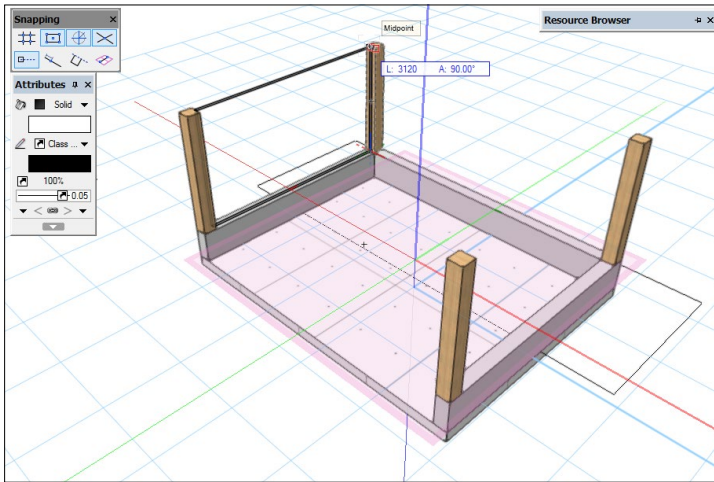 Snapping
Resource Browser
Midpoint
L: 3120 A: 90.00°
Attributes
Solid
Class ...
100%
0.05